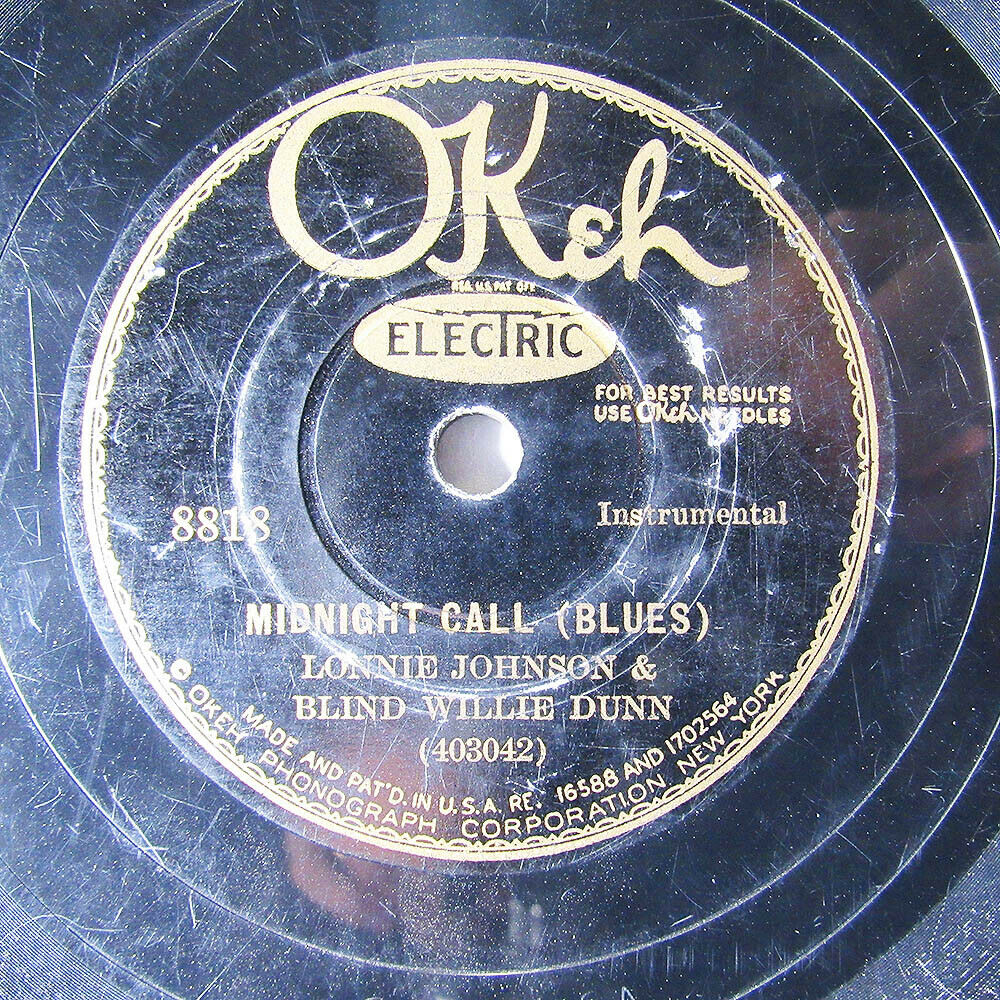 OKeh
REG. U.S. PAT. OFF.
ELECTRIC
FOR BEST RESULTS
USE OKeh NEEDLES
8818
Instrumental
MIDNIGHT CALL (BLUES)
LONNIE JOHNSON &
BLIND WILLIE DUNN
(403042)
MADE AND PAT'D. IN U.S.A. RE. 16588 AND 1702564
OKEH PHONOGRAPH CORPORATION NEW YORK